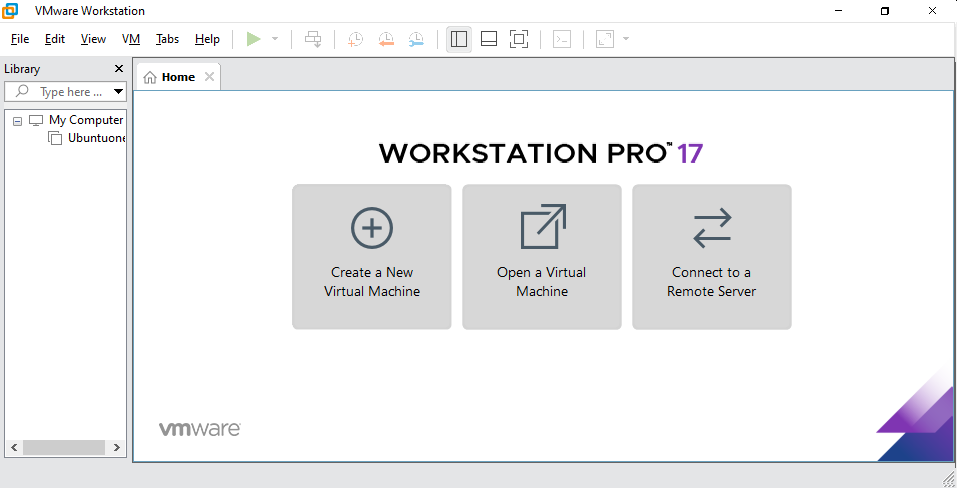 VMware Workstation
File Edit View VM Tabs Help
Library
Type here ...
Home
My Computer
Ubuntuone
WORKSTATION PRO™ 17
Create a New
Virtual Machine
Open a Virtual
Machine
Connect to a
Remote Server
vmware